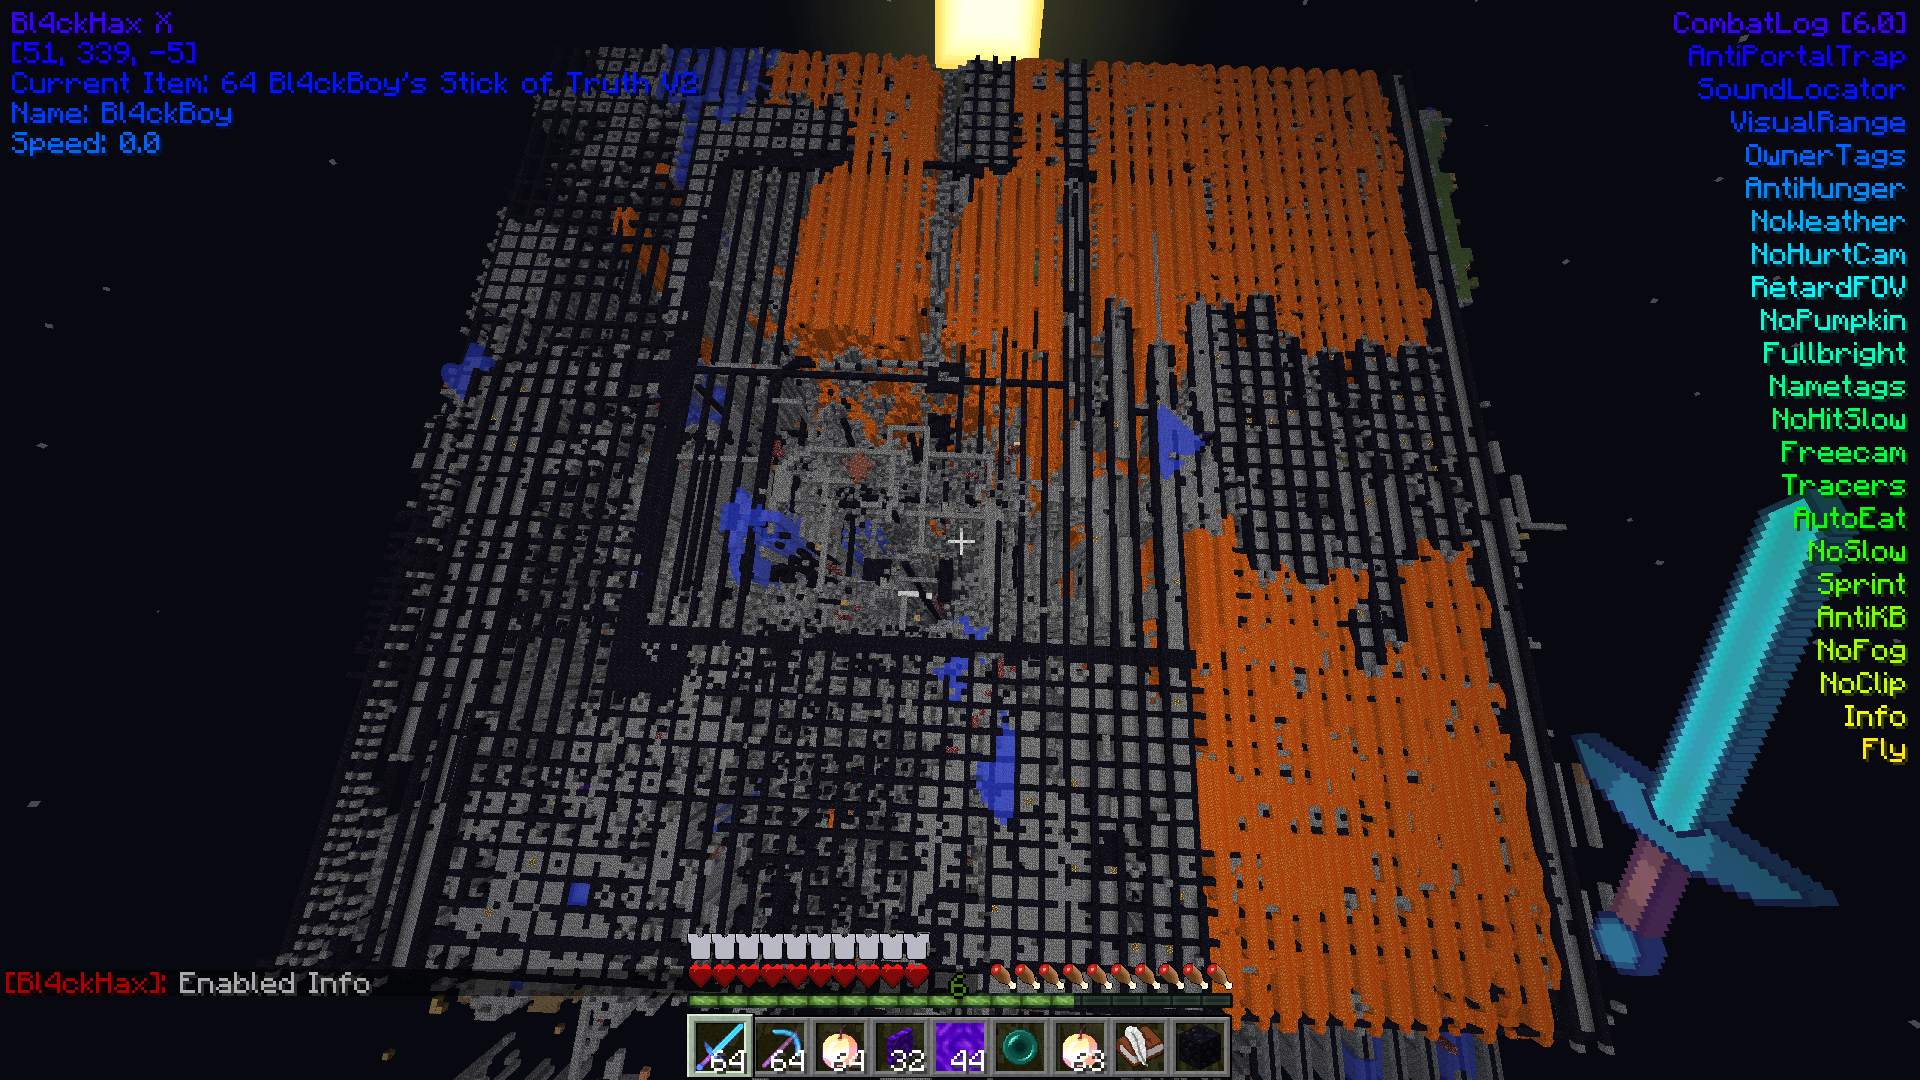 Bl4ckHax X
[51, 339, -5]
Current Item: 64 Bl4ckBoy's Stick of Truth V2
Name: Bl4ckBoy
Speed: 0.0
CombatLog [6.0]
AntiPortalTrap
SoundLocator
VisualRange
OwnerTags
AntiHunger
NoWeather
NoHurtCam
RetardFOV
NoPumpkin
Fullbright
Nametags
NoHitSlow
Freecam
Tracers
AutoEat
NoSlow
Sprint
AntiKB
NoFog
NoClip
Info
Fly
[Bl4ckHax]: Enabled Info
6
64 64 64 32 44 63